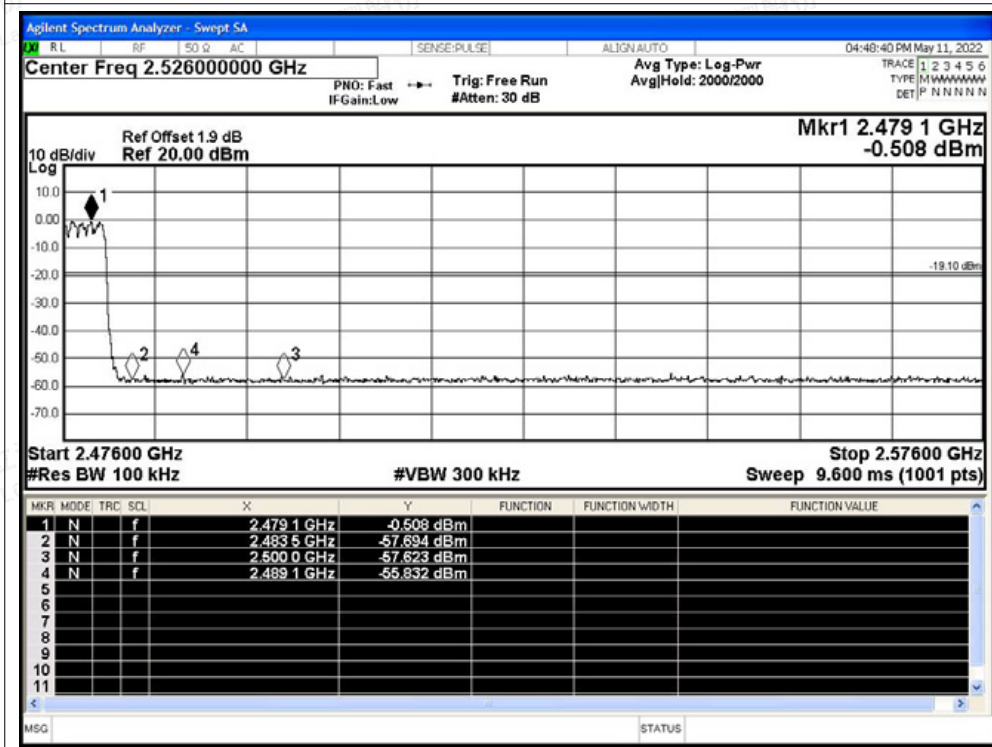 Agilent Spectrum Analyzer - Swept SA
RL RF 50 Ω AC SENSE:PULSE ALIGN AUTO 04:48:40 PM May 11, 2022
Center Freq 2.526000000 GHz
PNO: Fast
IFGain:Low
Trig: Free Run
#Atten: 30 dB
Avg Type: Log-Pwr
Avg|Hold: 2000/2000
TRACE 1 2 3 4 5 6
TYPE MWWWWW
DET P NNNNN
Mkr1 2.479 1 GHz
-0.508 dBm
Ref Offset 1.9 dB
10 dB/div Ref 20.00 dBm
Log
10.0
0.00
-10.0
-20.0
-30.0
-40.0
-50.0
-60.0
-70.0
1
2
4
3
-19.10 dBm
Start 2.47600 GHz Stop 2.57600 GHz
#Res BW 100 kHz #VBW 300 kHz Sweep 9.600 ms (1001 pts)
MKR MODE TRC SCL X Y FUNCTION FUNCTION WIDTH FUNCTION VALUE
1 N f 2.479 1 GHz -0.508 dBm
2 N f 2.483 5 GHz -57.694 dBm
3 N f 2.500 0 GHz -57.623 dBm
4 N f 2.489 1 GHz -55.832 dBm
5
6
7
8
9
10
11
MSG STATUS